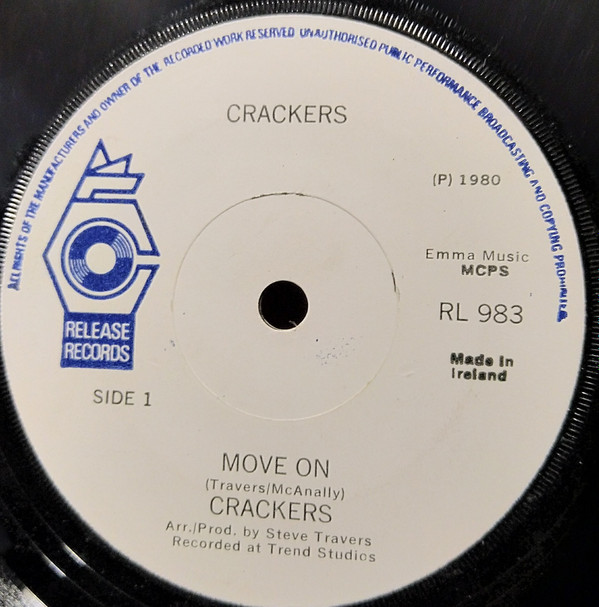 ALL RIGHTS OF THE MANUFACTURERS AND OWNER OF THE RECORDED WORK RESERVED UNAUTHORISED PUBLIC PERFORMANCE BROADCASTING AND COPYING PROHIBITED
CRACKERS
(P) 1980
Emma Music
MCPS
RL 983
Made in
Ireland
RELEASE
RECORDS
SIDE 1
MOVE ON
(Travers/McAnally)
CRACKERS
Arr./Prod. by Steve Travers
Recorded at Trend Studios